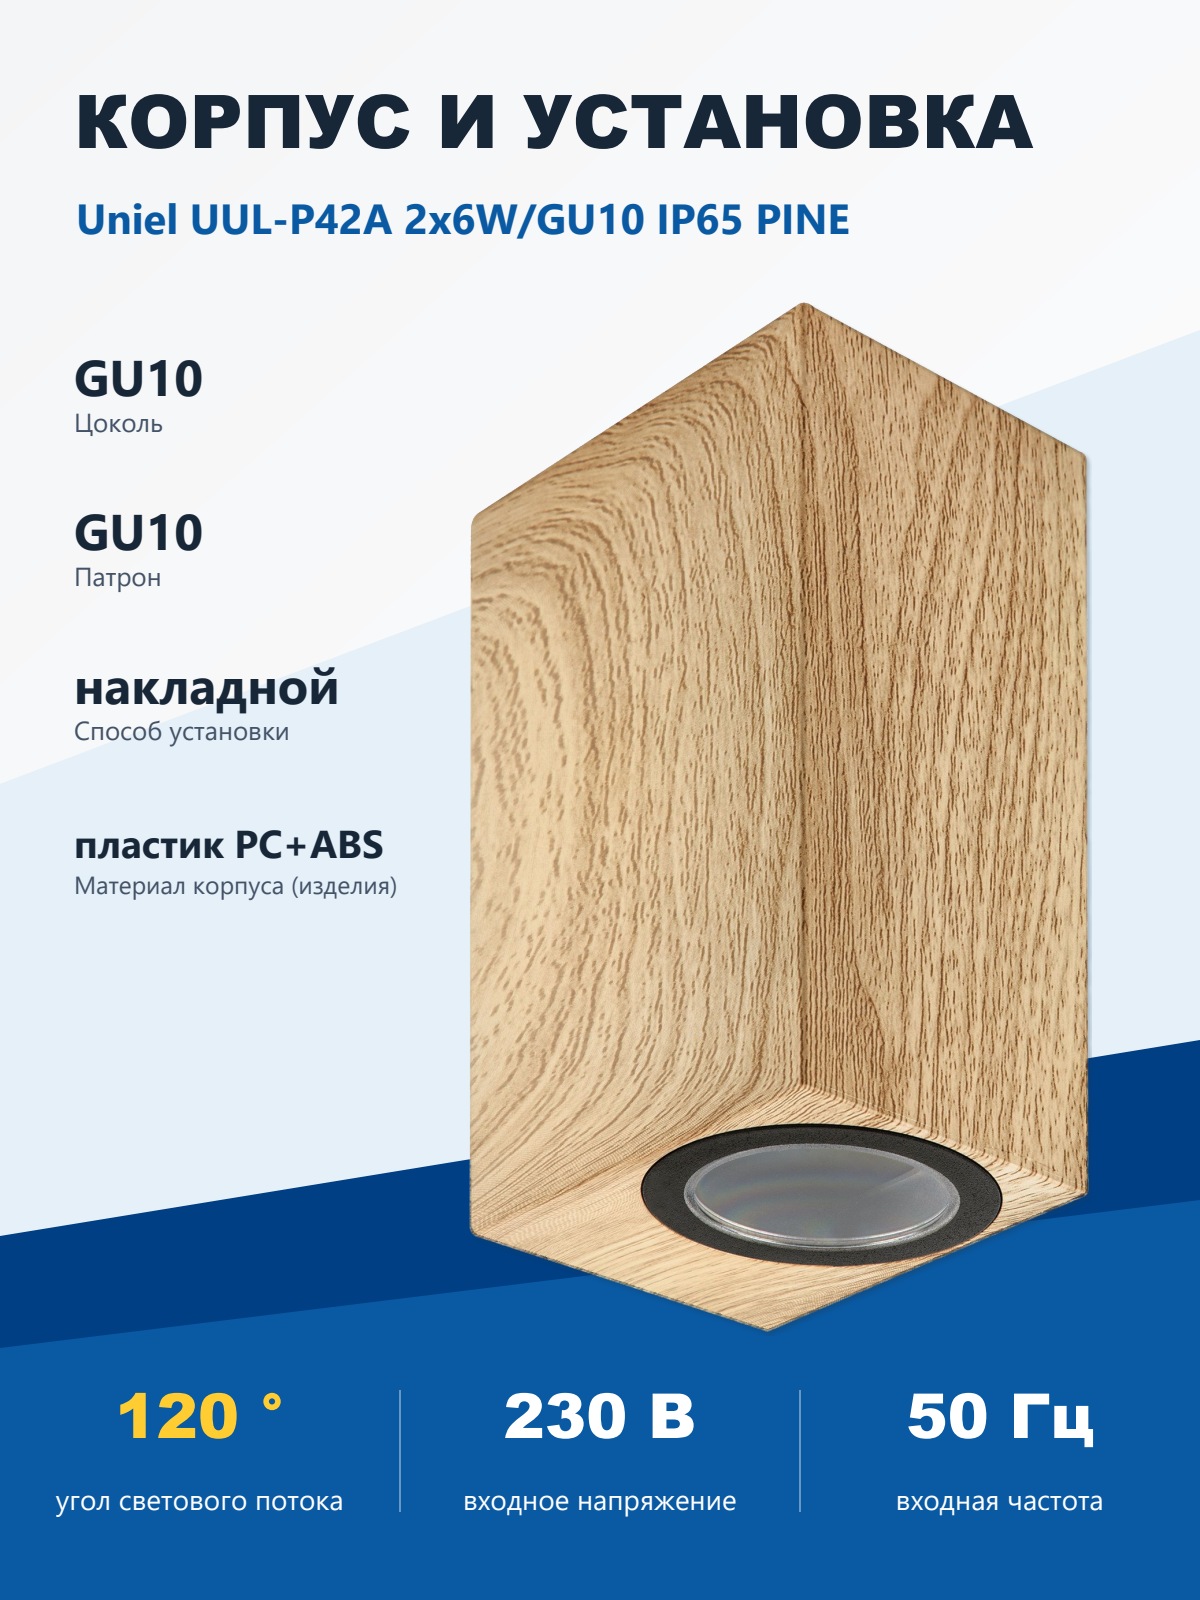 КОРПУС И УСТАНОВКА
Uniel UUL-P42A 2x6W/GU10 IP65 PINE
GU10
Цоколь
GU10
Патрон
накладной
Способ установки
пластик PC+ABS
Материал корпуса (изделия)
120 °
угол светового потока
230 В
входное напряжение
50 Гц
входная частота